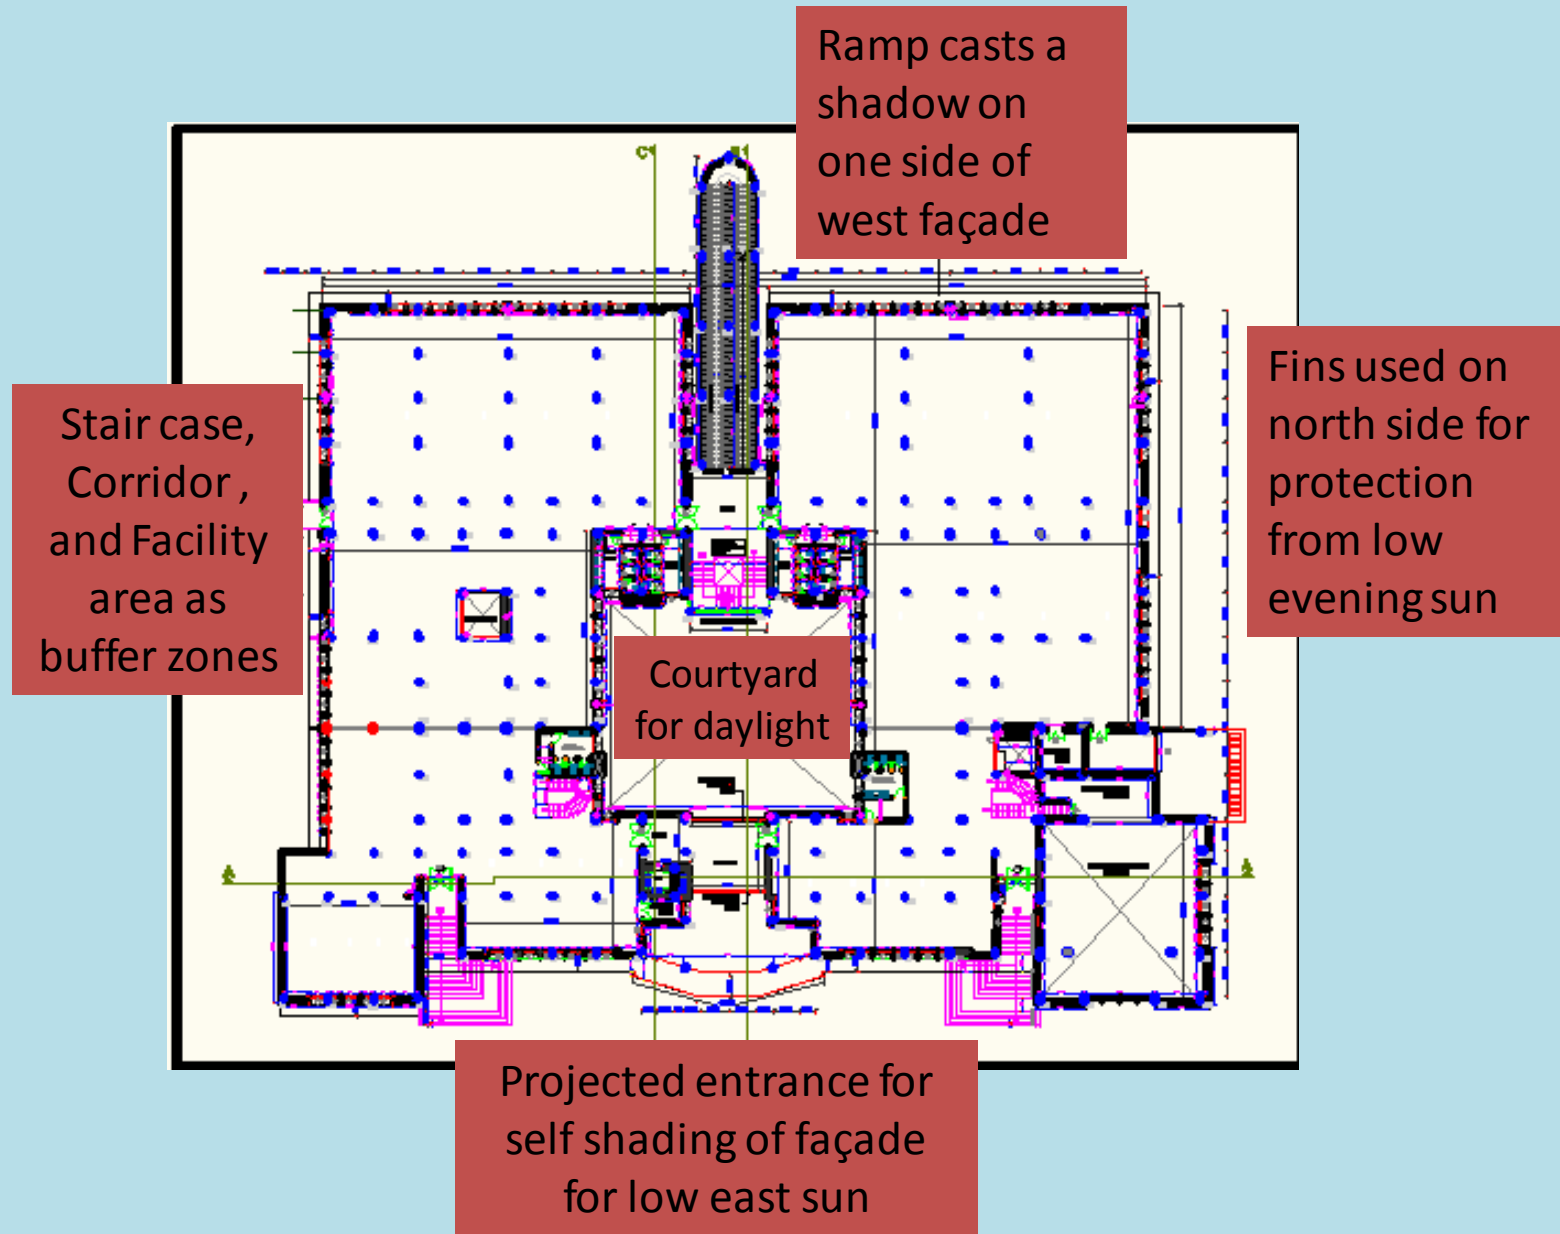 Ramp casts a
shadow on
one side of
west façade
Fins used on
north side for
protection
from low
evening sun
Stair case,
Corridor ,
and Facility
area as
buffer zones
Courtyard
for daylight
Projected entrance for
self shading of façade
for low east sun